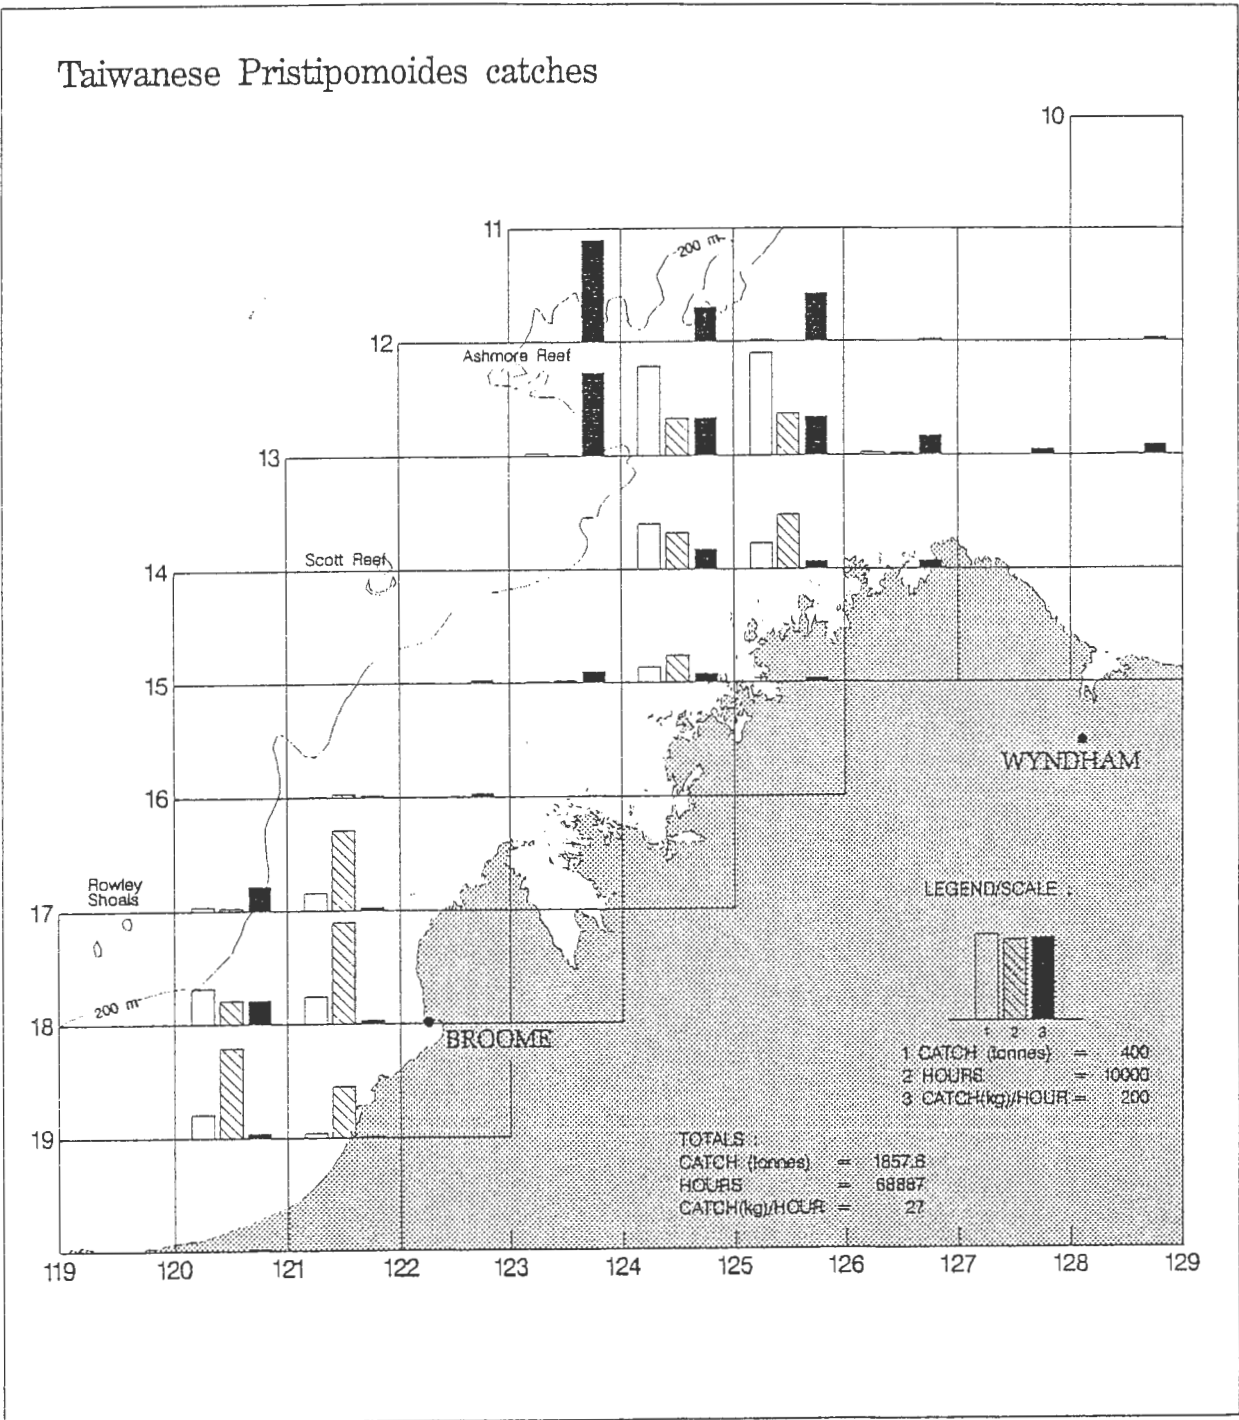 Taiwanese Pristipomoides catches
10
11
200 m
12
Ashmore Reef
13
Scott Reef
14
15
WYNDHAM
16
Rowley
Shoals
LEGEND/SCALE :
17
200 m
1 2 3
18
BROOME
1 CATCH (tonnes) = 400
2 HOURS = 10000
3 CATCH(kg)/HOUR = 200
19
TOTALS :
CATCH (tonnes) = 1857.8
HOURS = 68887
CATCH(kg)/HOUR = 27
119 120 121 122 123 124 125 126 127 128 129